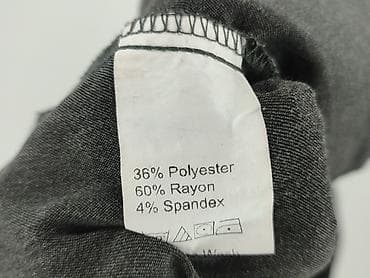 36% Polyester
60% Rayon
4% Spandex